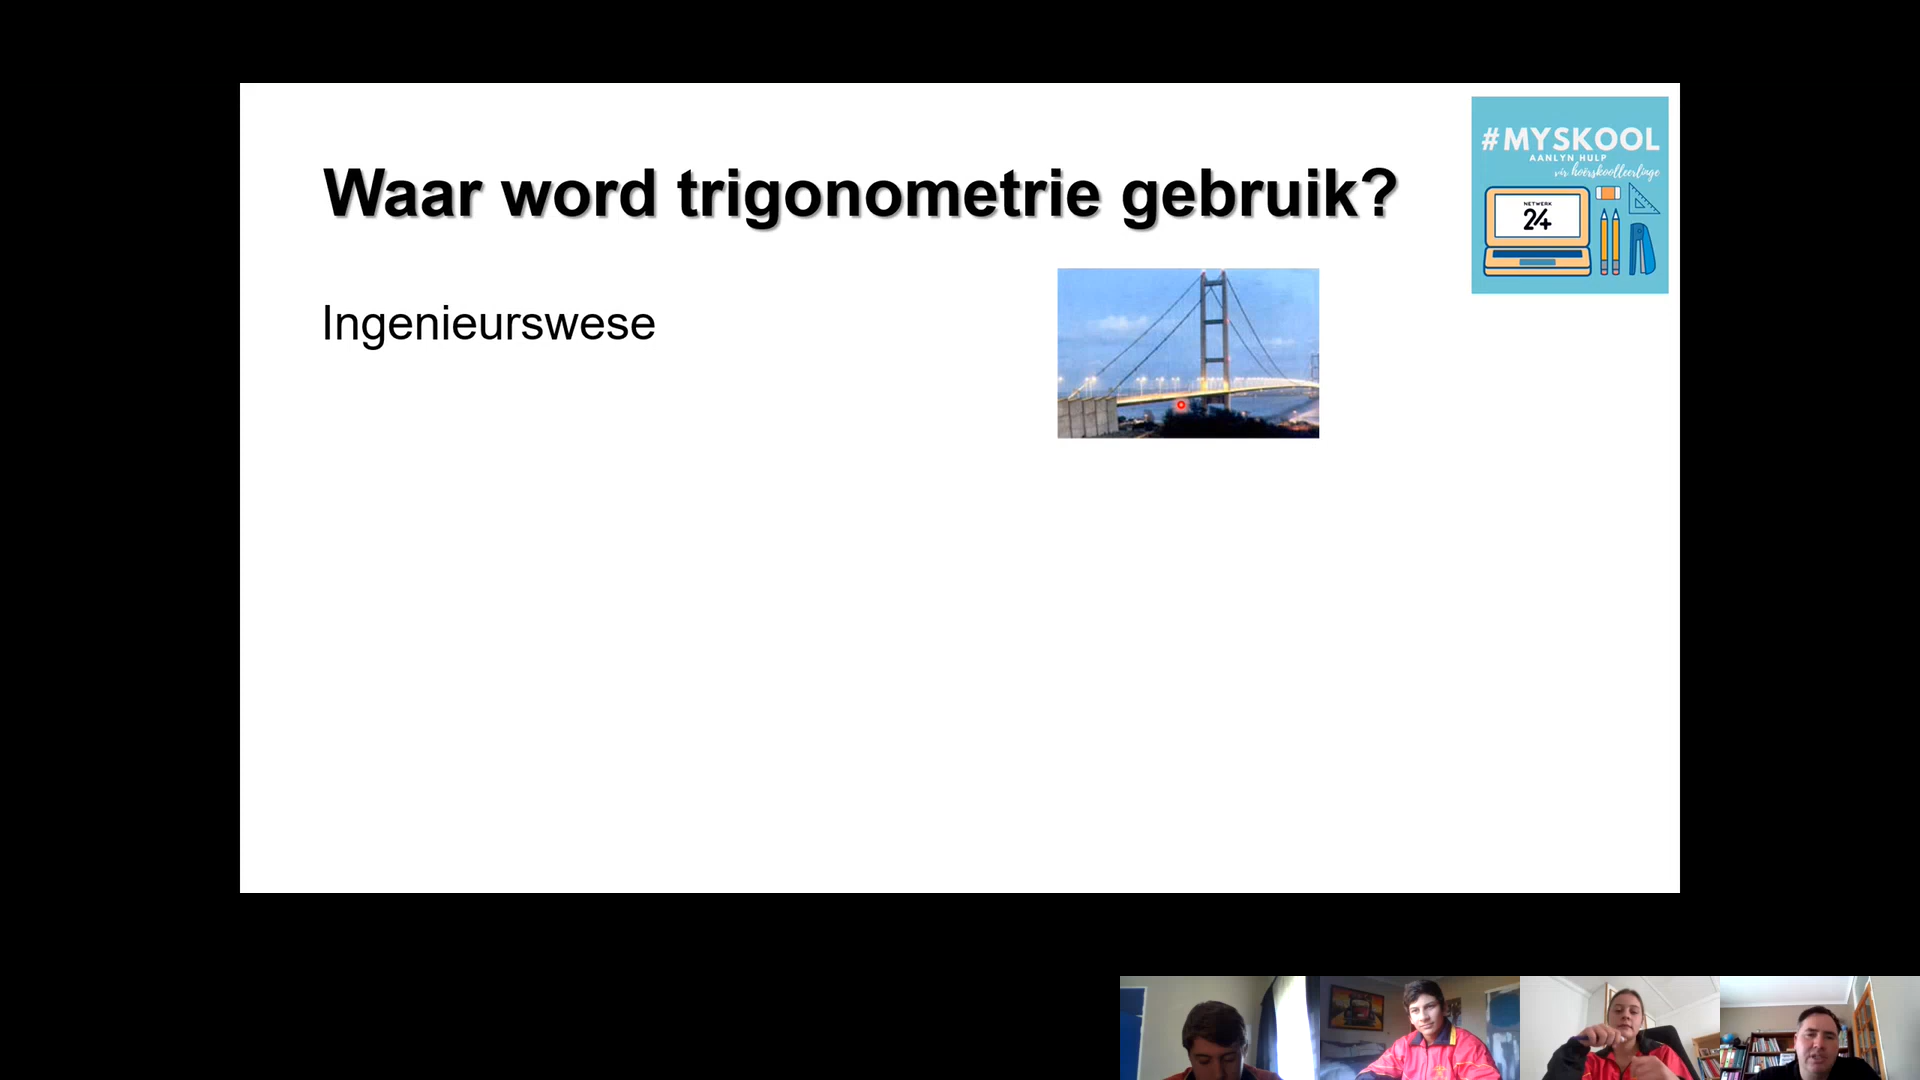 Waar word trigonometrie gebruik?
Ingenieurswese
#MYSKOOL
AANLYN HULP
vir hoërskoolleerlinge
NETWERK
24